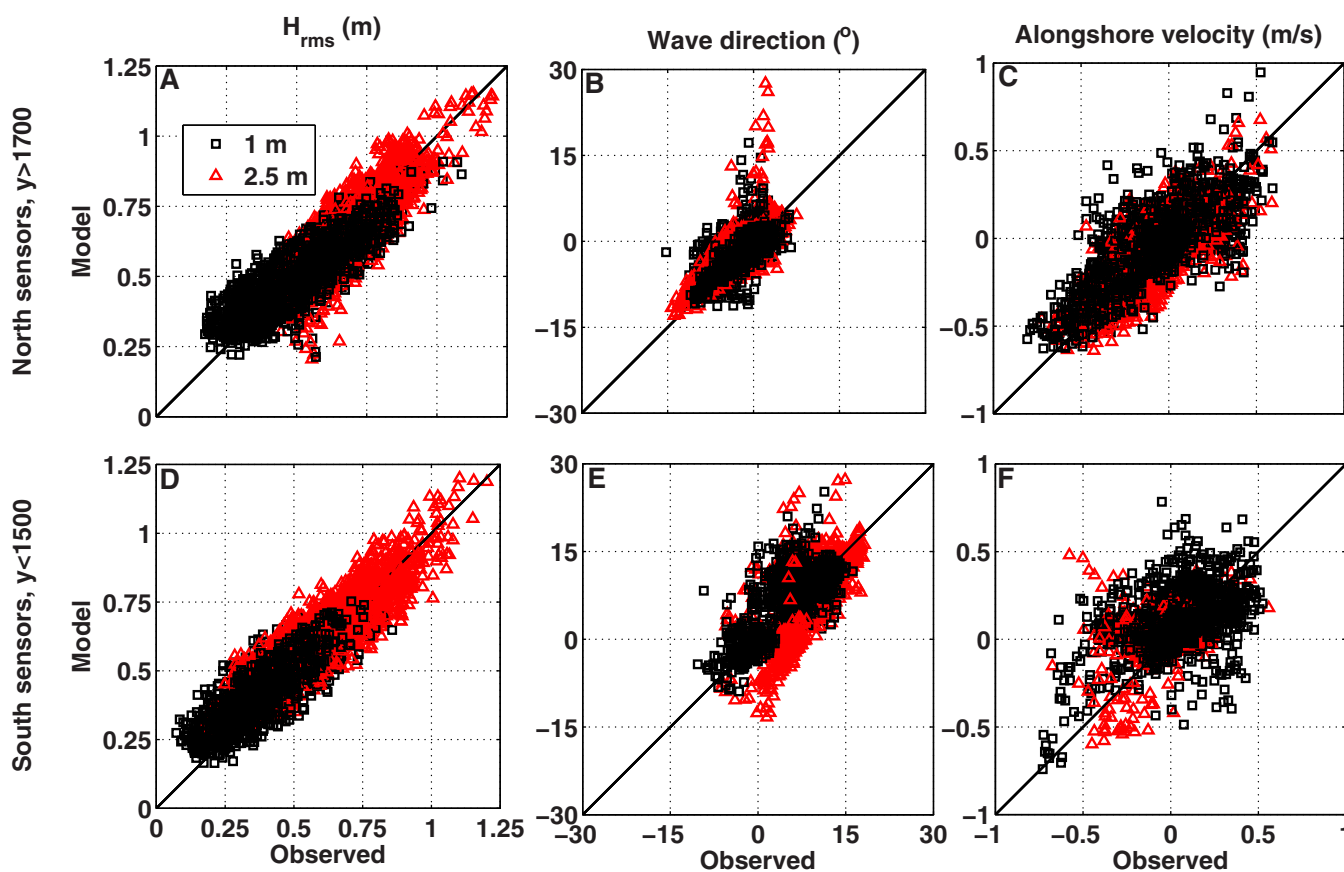 H_rms (m)
Wave direction (º)
Alongshore velocity (m/s)
North sensors, y>1700
Model
1.25
1
0.75
0.5
0.25
0
A
1 m
2.5 m
30
15
0
−15
−30
B
1
0.5
0
−0.5
−1
C
South sensors, y<1500
Model
1.25
1
0.75
0.5
0.25
0
D
0 0.25 0.5 0.75 1 1.25
Observed
30
15
0
−15
−30
E
−30 −15 0 15 30
Observed
1
0.5
0
−0.5
−1
F
−1 −0.5 0 0.5 1
Observed